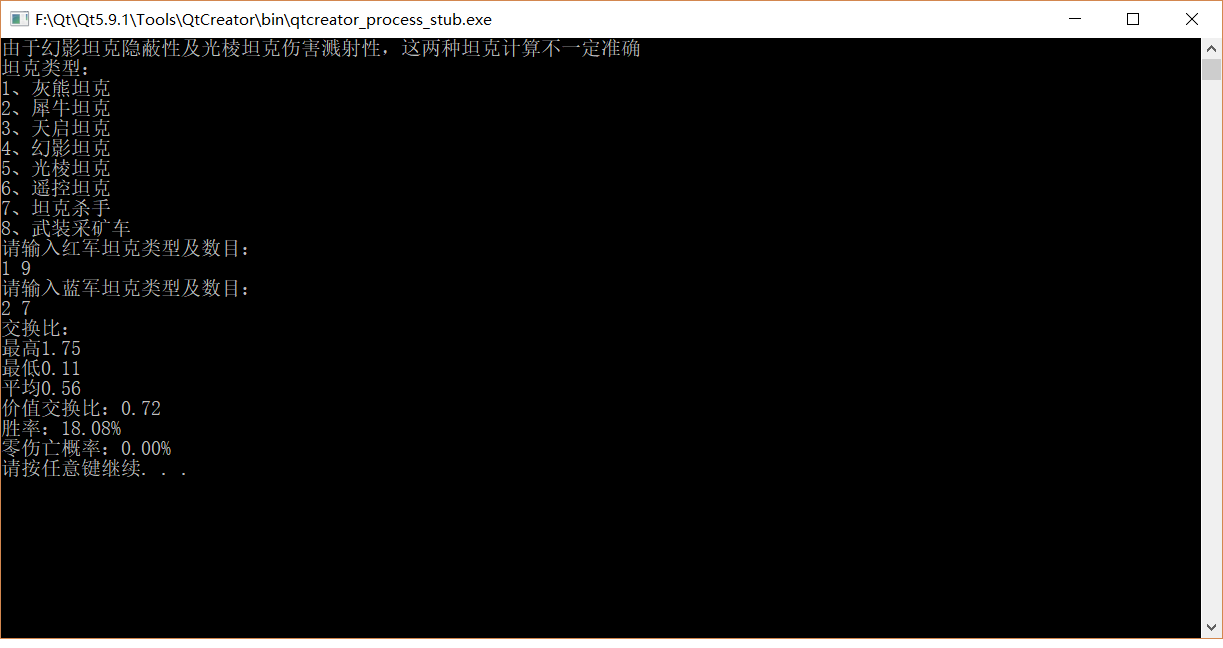 F:\Qt\Qt5.9.1\Tools\QtCreator\bin\qtcreator_process_stub.exe
由于幻影坦克隐蔽性及光棱坦克伤害溅射性，这两种坦克计算不一定准确
坦克类型：
1、灰熊坦克
2、犀牛坦克
3、天启坦克
4、幻影坦克
5、光棱坦克
6、遥控坦克
7、坦克杀手
8、武装采矿车
请输入红军坦克类型及数目：
1 9
请输入蓝军坦克类型及数目：
2 7
交换比：
最高1.75
最低0.11
平均0.56
价值交换比：0.72
胜率：18.08%
零伤亡概率：0.00%
请按任意键继续. . .